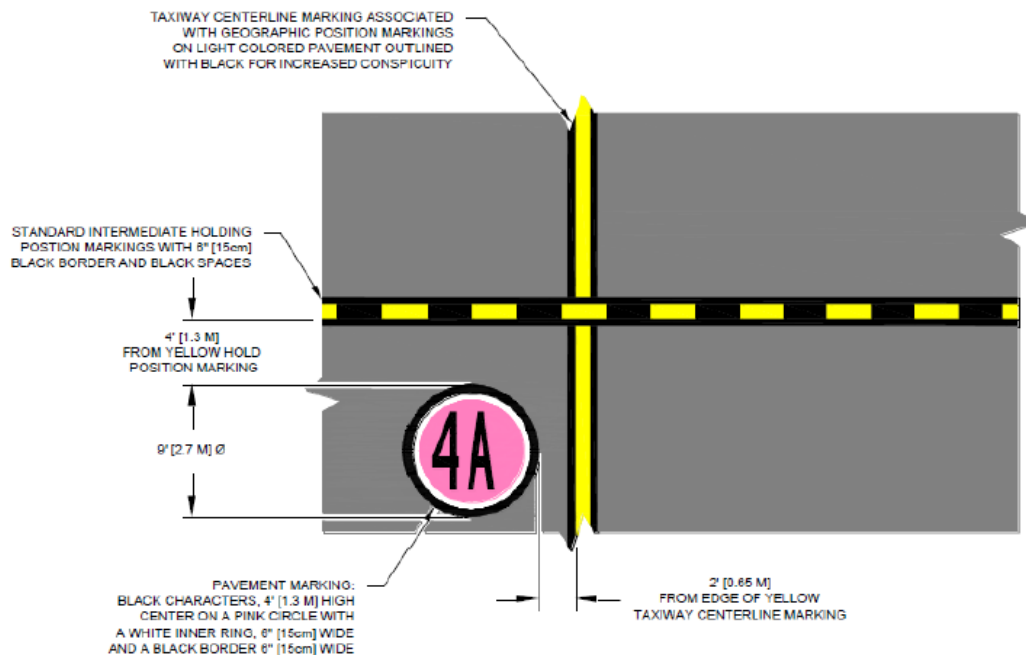 TAXIWAY CENTERLINE MARKING ASSOCIATED
WITH GEOGRAPHIC POSITION MARKINGS
ON LIGHT COLORED PAVEMENT OUTLINED
WITH BLACK FOR INCREASED CONSPICUITY
STANDARD INTERMEDIATE HOLDING
POSTION MARKINGS WITH 6" [15cm]
BLACK BORDER AND BLACK SPACES
4' [1.3 M]
FROM YELLOW HOLD
POSITION MARKING
9' [2.7 M] Ø
4A
PAVEMENT MARKING:
BLACK CHARACTERS, 4' [1.3 M] HIGH
CENTER ON A PINK CIRCLE WITH
A WHITE INNER RING, 6" [15cm] WIDE
AND A BLACK BORDER 6" [15cm] WIDE
2' [0.65 M]
FROM EDGE OF YELLOW
TAXIWAY CENTERLINE MARKING